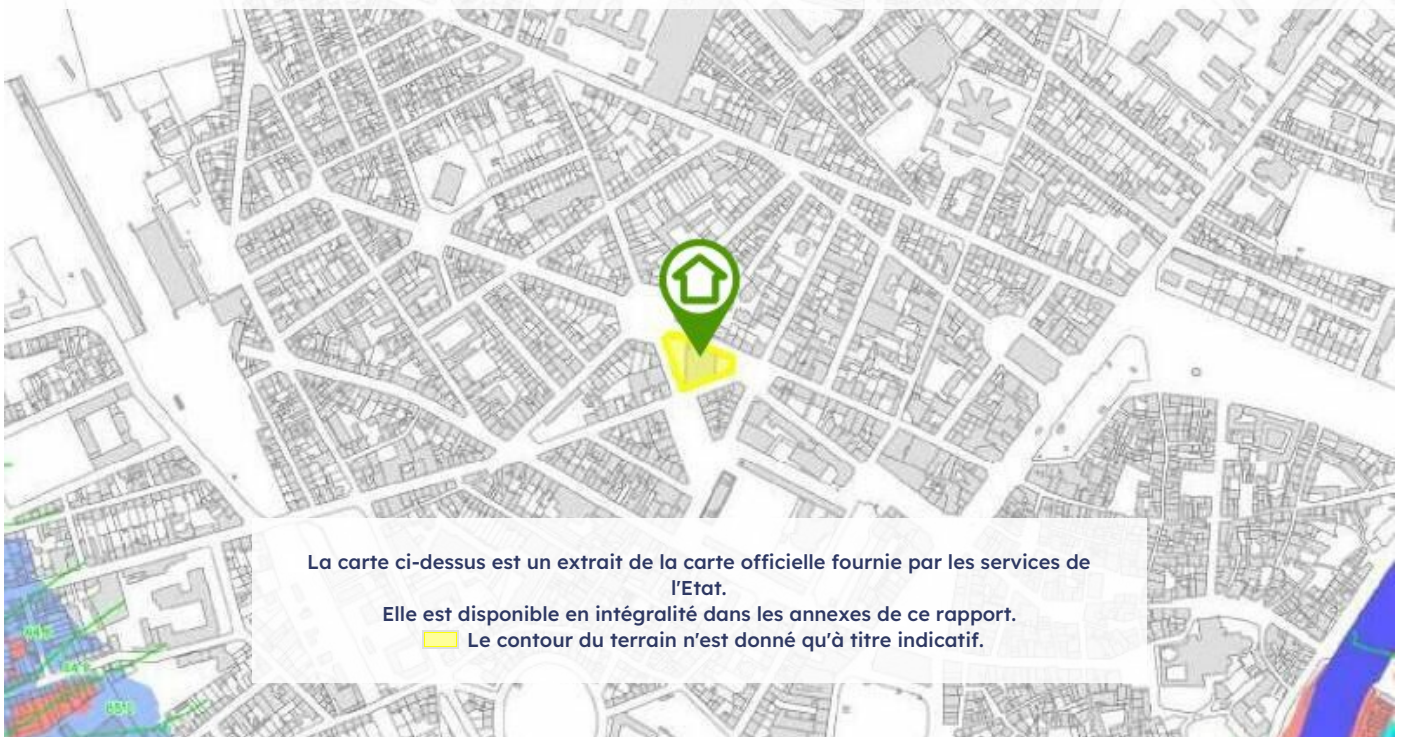 La carte ci-dessus est un extrait de la carte officielle fournie par les services de
l'Etat.
Elle est disponible en intégralité dans les annexes de ce rapport.
Le contour du terrain n'est donné qu'à titre indicatif.